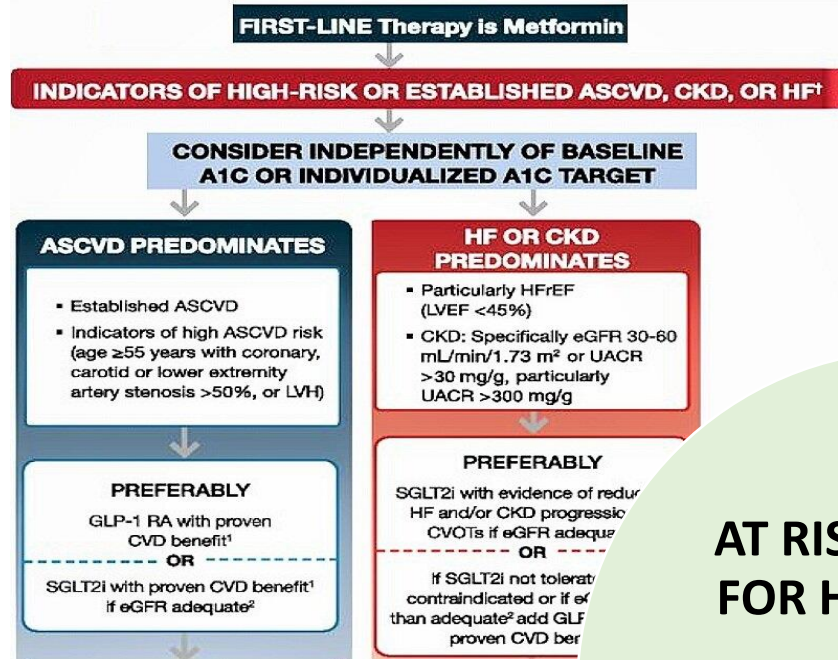 FIRST-LINE Therapy is Metformin
INDICATORS OF HIGH-RISK OR ESTABLISHED ASCVD, CKD, OR HF†
CONSIDER INDEPENDENTLY OF BASELINE
A1C OR INDIVIDUALIZED A1C TARGET
ASCVD PREDOMINATES
▪ Established ASCVD
▪ Indicators of high ASCVD risk
(age ≥55 years with coronary,
carotid or lower extremity
artery stenosis >50%, or LVH)
PREFERABLY
GLP-1 RA with proven
CVD benefit¹
OR
SGLT2i with proven CVD benefit¹
if eGFR adequate²
HF OR CKD
PREDOMINATES
▪ Particularly HFrEF
(LVEF <45%)
▪ CKD: Specifically eGFR 30-60
mL/min/1.73 m² or UACR
>30 mg/g, particularly
UACR >300 mg/g
PREFERABLY
SGLT2i with evidence of
HF and/or CKD
CVOTs if eGFR
OR
If SGLT2i not
contraindicated or if
than adequate² add
proven CVD
AT
FOR